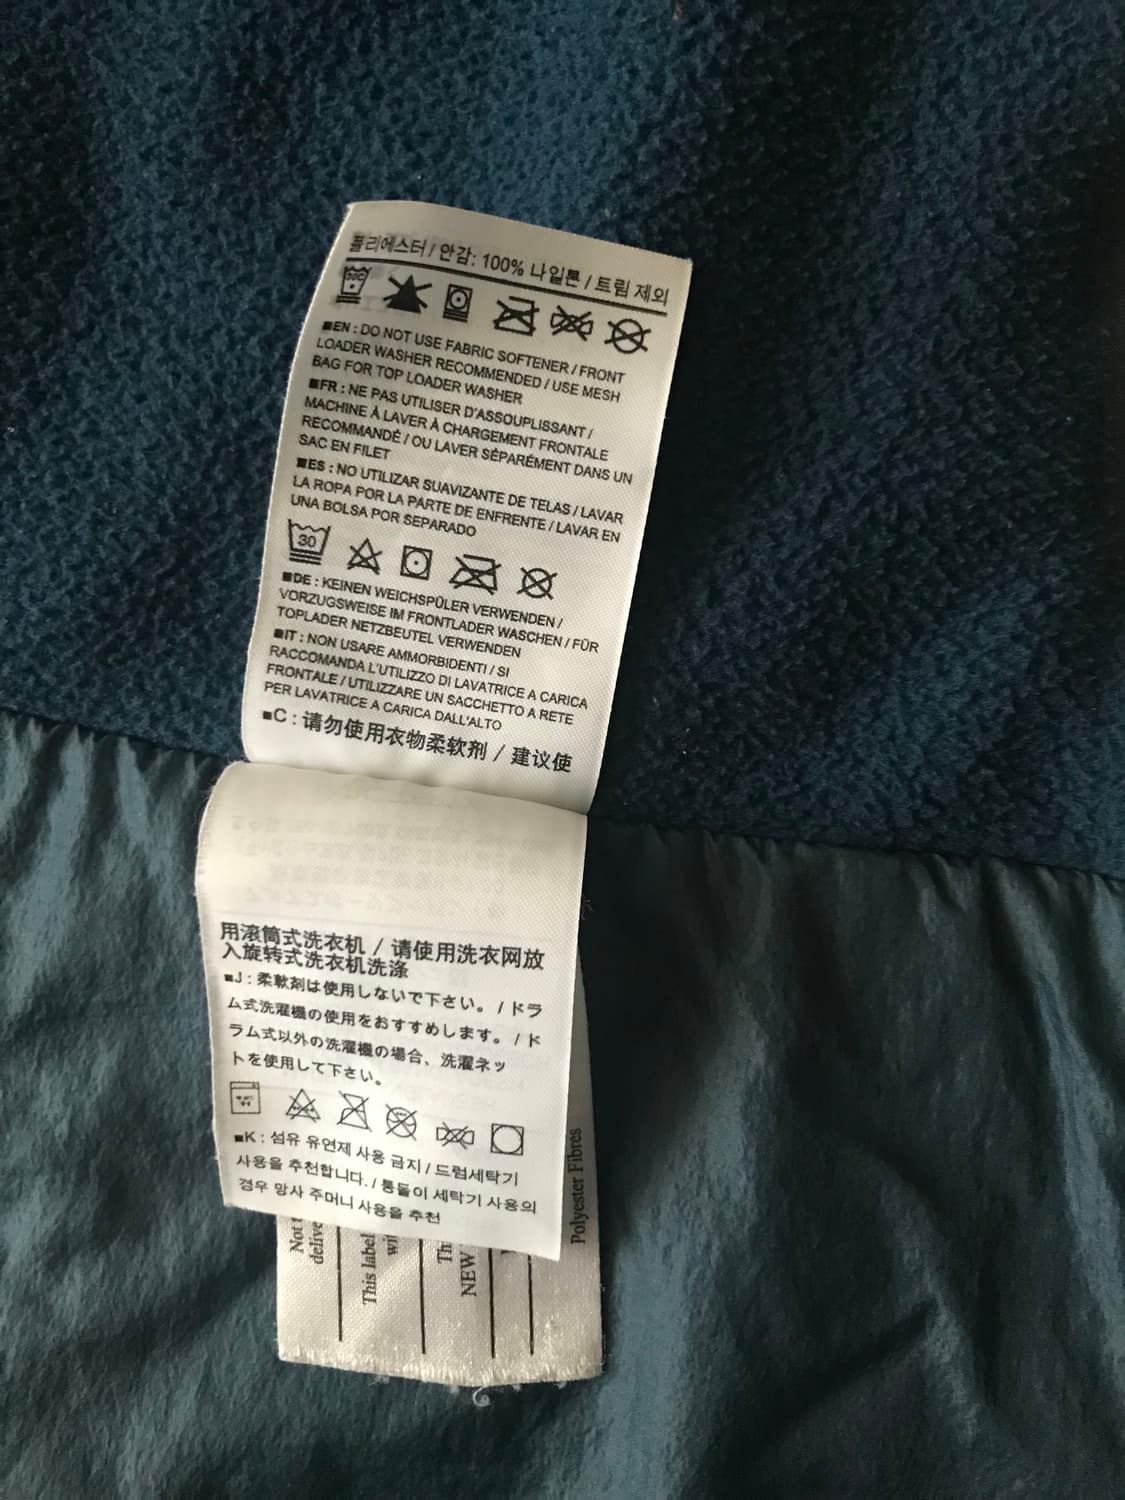 폴리에스터 / 안감: 100% 나일론 / 트림 제외
■EN : DO NOT USE FABRIC SOFTENER / FRONT
LOADER WASHER RECOMMENDED / USE MESH
BAG FOR TOP LOADER WASHER
■FR : NE PAS UTILISER D'ASSOUPLISSANT /
MACHINE À LAVER À CHARGEMENT FRONTALE
RECOMMANDÉ / OU LAVER SÉPARÉMENT DANS UN
SAC EN FILET
■ES : NO UTILIZAR SUAVIZANTE DE TELAS / LAVAR
LA ROPA POR LA PARTE DE ENFRENTE / LAVAR EN
UNA BOLSA POR SEPARADO
30
■DE : KEINEN WEICHSPÜLER VERWENDEN /
VORZUGSWEISE IM FRONTLADER WASCHEN / FÜR
TOPLADER NETZBEUTEL VERWENDEN
■IT : NON USARE AMMORBIDENTI / SI
RACCOMANDA L'UTILIZZO DI LAVATRICE A CARICA
FRONTALE / UTILIZZARE UN SACCHETTO A RETE
PER LAVATRICE A CARICA DALL'ALTO
■C : 请勿使用衣物柔软剂 / 建议使
用滚筒式洗衣机 / 请使用洗衣网放
入旋转式洗衣机洗涤
■J : 柔軟剤は使用しないで下さい。 / ドラ
ム式洗濯機の使用をおすすめします。 / ド
ラム式以外の洗濯機の場合、洗濯ネッ
トを使用して下さい。
■K : 섬유 유연제 사용 금지 / 드럼세탁기
사용을 추천합니다. / 통돌이 세탁기 사용의
경우 망사 주머니 사용을 추천
Not
delive
This label
wi
Th
NEW
Polyester Fibres